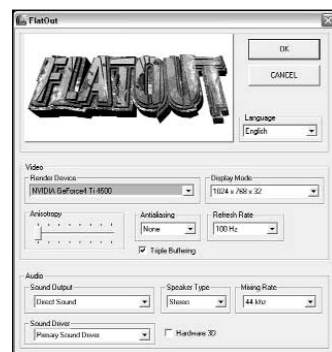 FlatOut
FLATOUT
OK
CANCEL
Language
English
Video
Render Device
NVIDIA GeForce4 Ti 4600
Display Mode
1024 x 768 x 32
Anisotropy
Antialiasing
None
Refresh Rate
100 Hz
Triple Buffering
Audio
Sound Output
Direct Sound
Speaker Type
Stereo
Mixing Rate
44 khz
Sound Driver
Primary Sound Driver
Hardware 3D